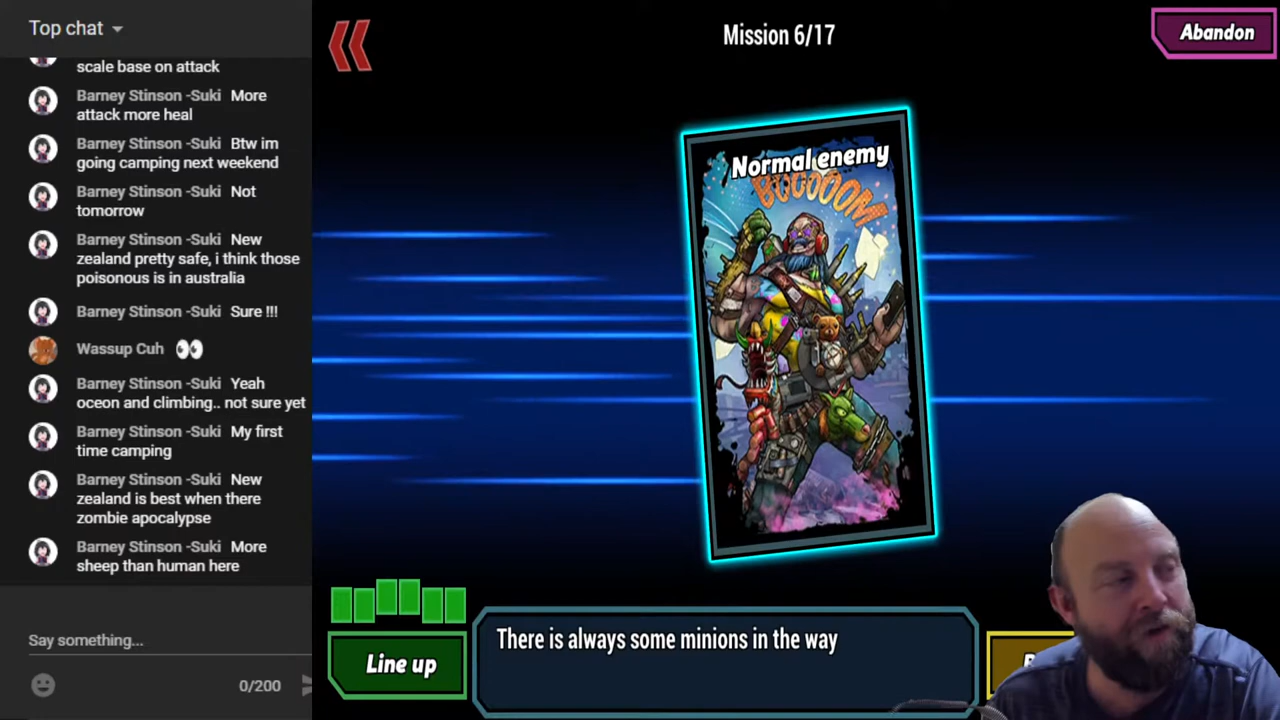 Top chat
scale base on attack
Barney Stinson -Suki More
attack more heal
Barney Stinson -Suki Btw im
going camping next weekend
Barney Stinson -Suki Not
tomorrow
Barney Stinson -Suki New
zealand pretty safe, i think those
poisonous is in australia
Barney Stinson -Suki Sure !!!
Wassup Cuh 👀
Barney Stinson -Suki Yeah
oceon and climbing.. not sure yet
Barney Stinson -Suki My first
time camping
Barney Stinson -Suki New
zealand is best when there
zombie apocalypse
Barney Stinson -Suki More
sheep than human here
Say something...
0/200
Mission 6/17
Abandon
Normal enemy
BOOOOOM
Line up
There is always some minions in the way